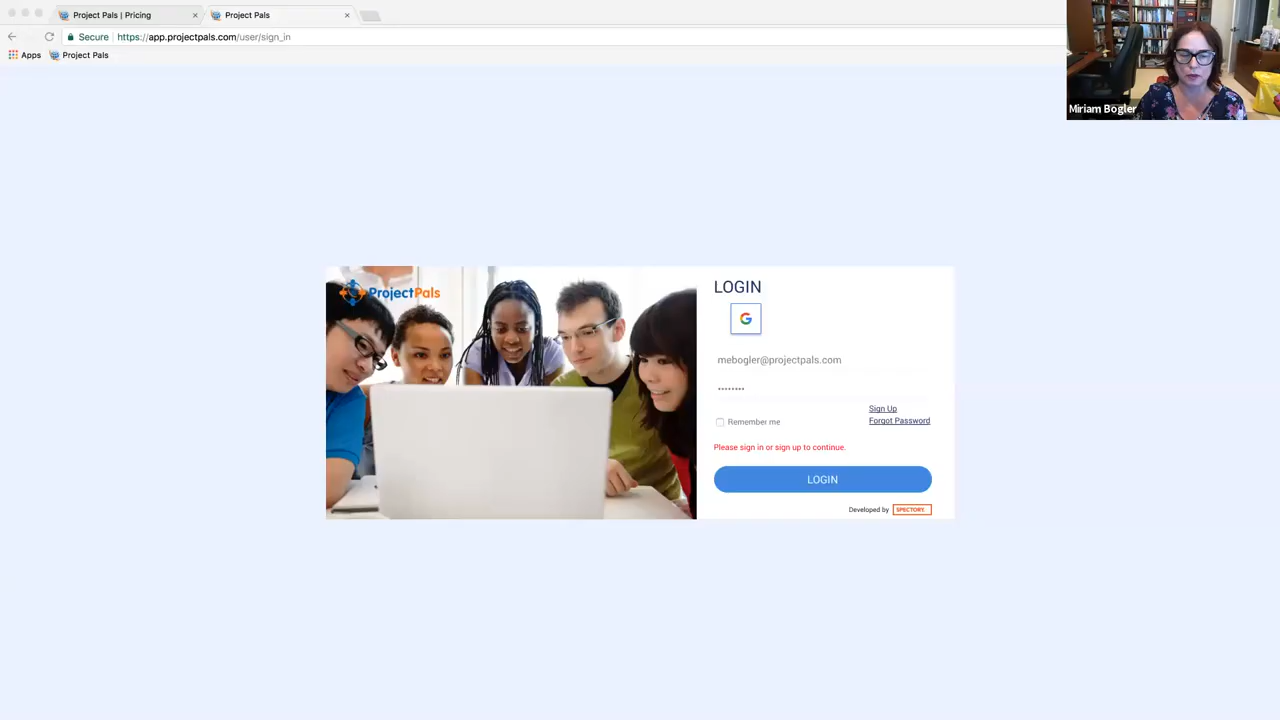 Project Pals | Pricing
Project Pals
Secure
https://app.projectpals.com/user/sign_in
Apps
Project Pals
Miriam Bogler
ProjectPals
LOGIN
G
mebogler@projectpals.com
••••••••
Sign Up
Remember me
Forgot Password
Please sign in or sign up to continue.
LOGIN
Developed by SPECTORY